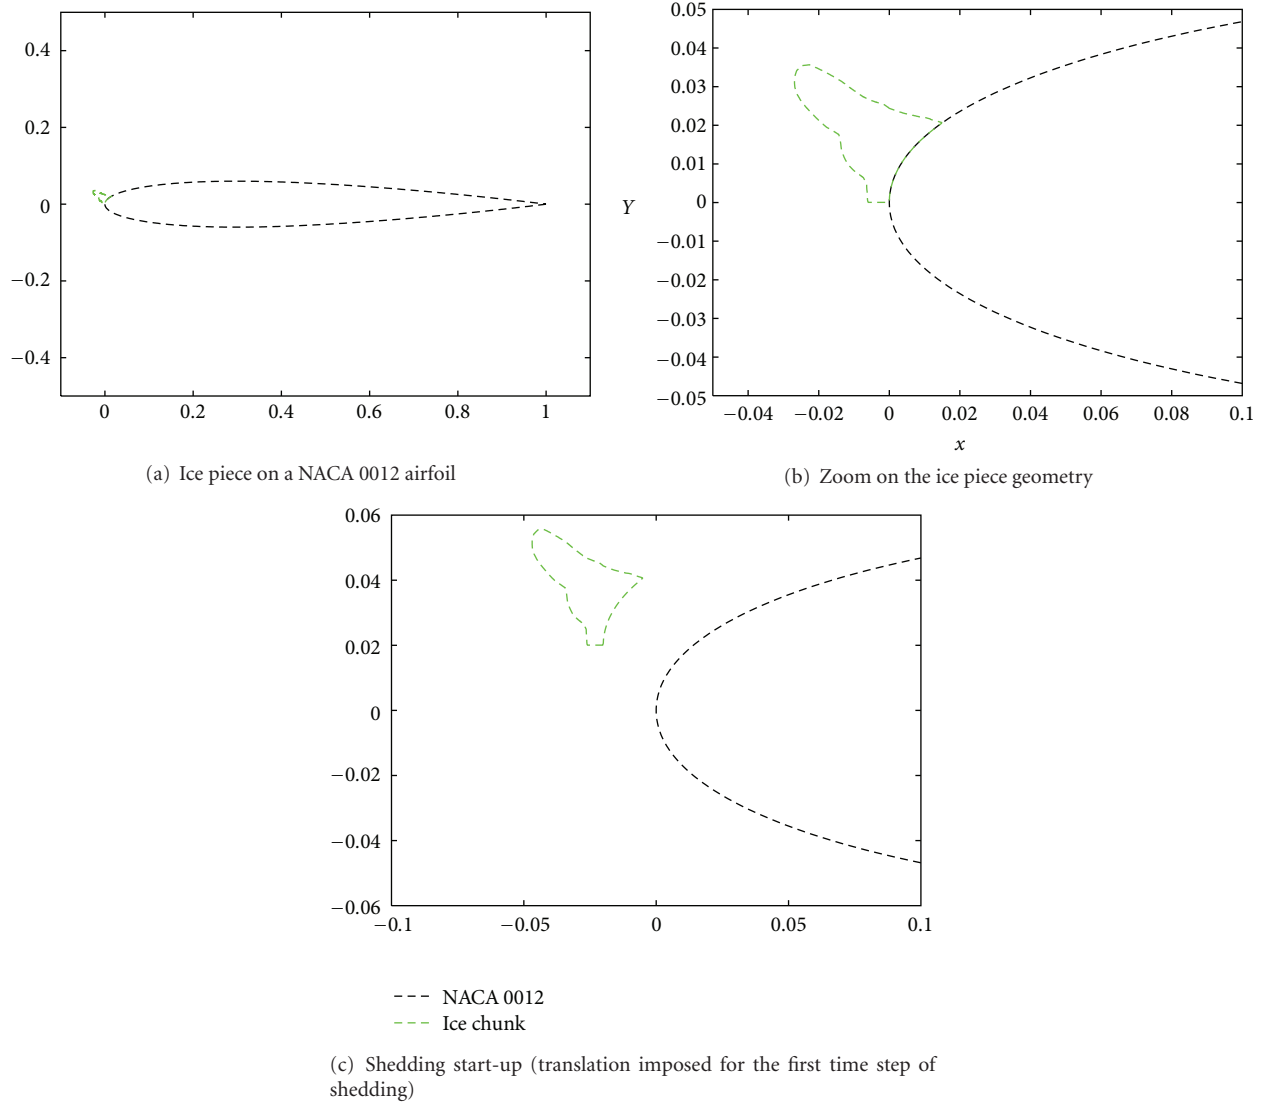 0.4
0.2
0
−0.2
−0.4
0 0.2 0.4 0.6 0.8 1
(a) Ice piece on a NACA 0012 airfoil
0.05
0.04
0.03
0.02
0.01
Y 0
−0.01
−0.02
−0.03
−0.04
−0.05
−0.04 −0.02 0 0.02 0.04 0.06 0.08 0.1
x
(b) Zoom on the ice piece geometry
0.06
0.04
0.02
0
−0.02
−0.04
−0.06
−0.1 −0.05 0 0.05 0.1
NACA 0012
Ice chunk
(c) Shedding start-up (translation imposed for the first time step of
shedding)